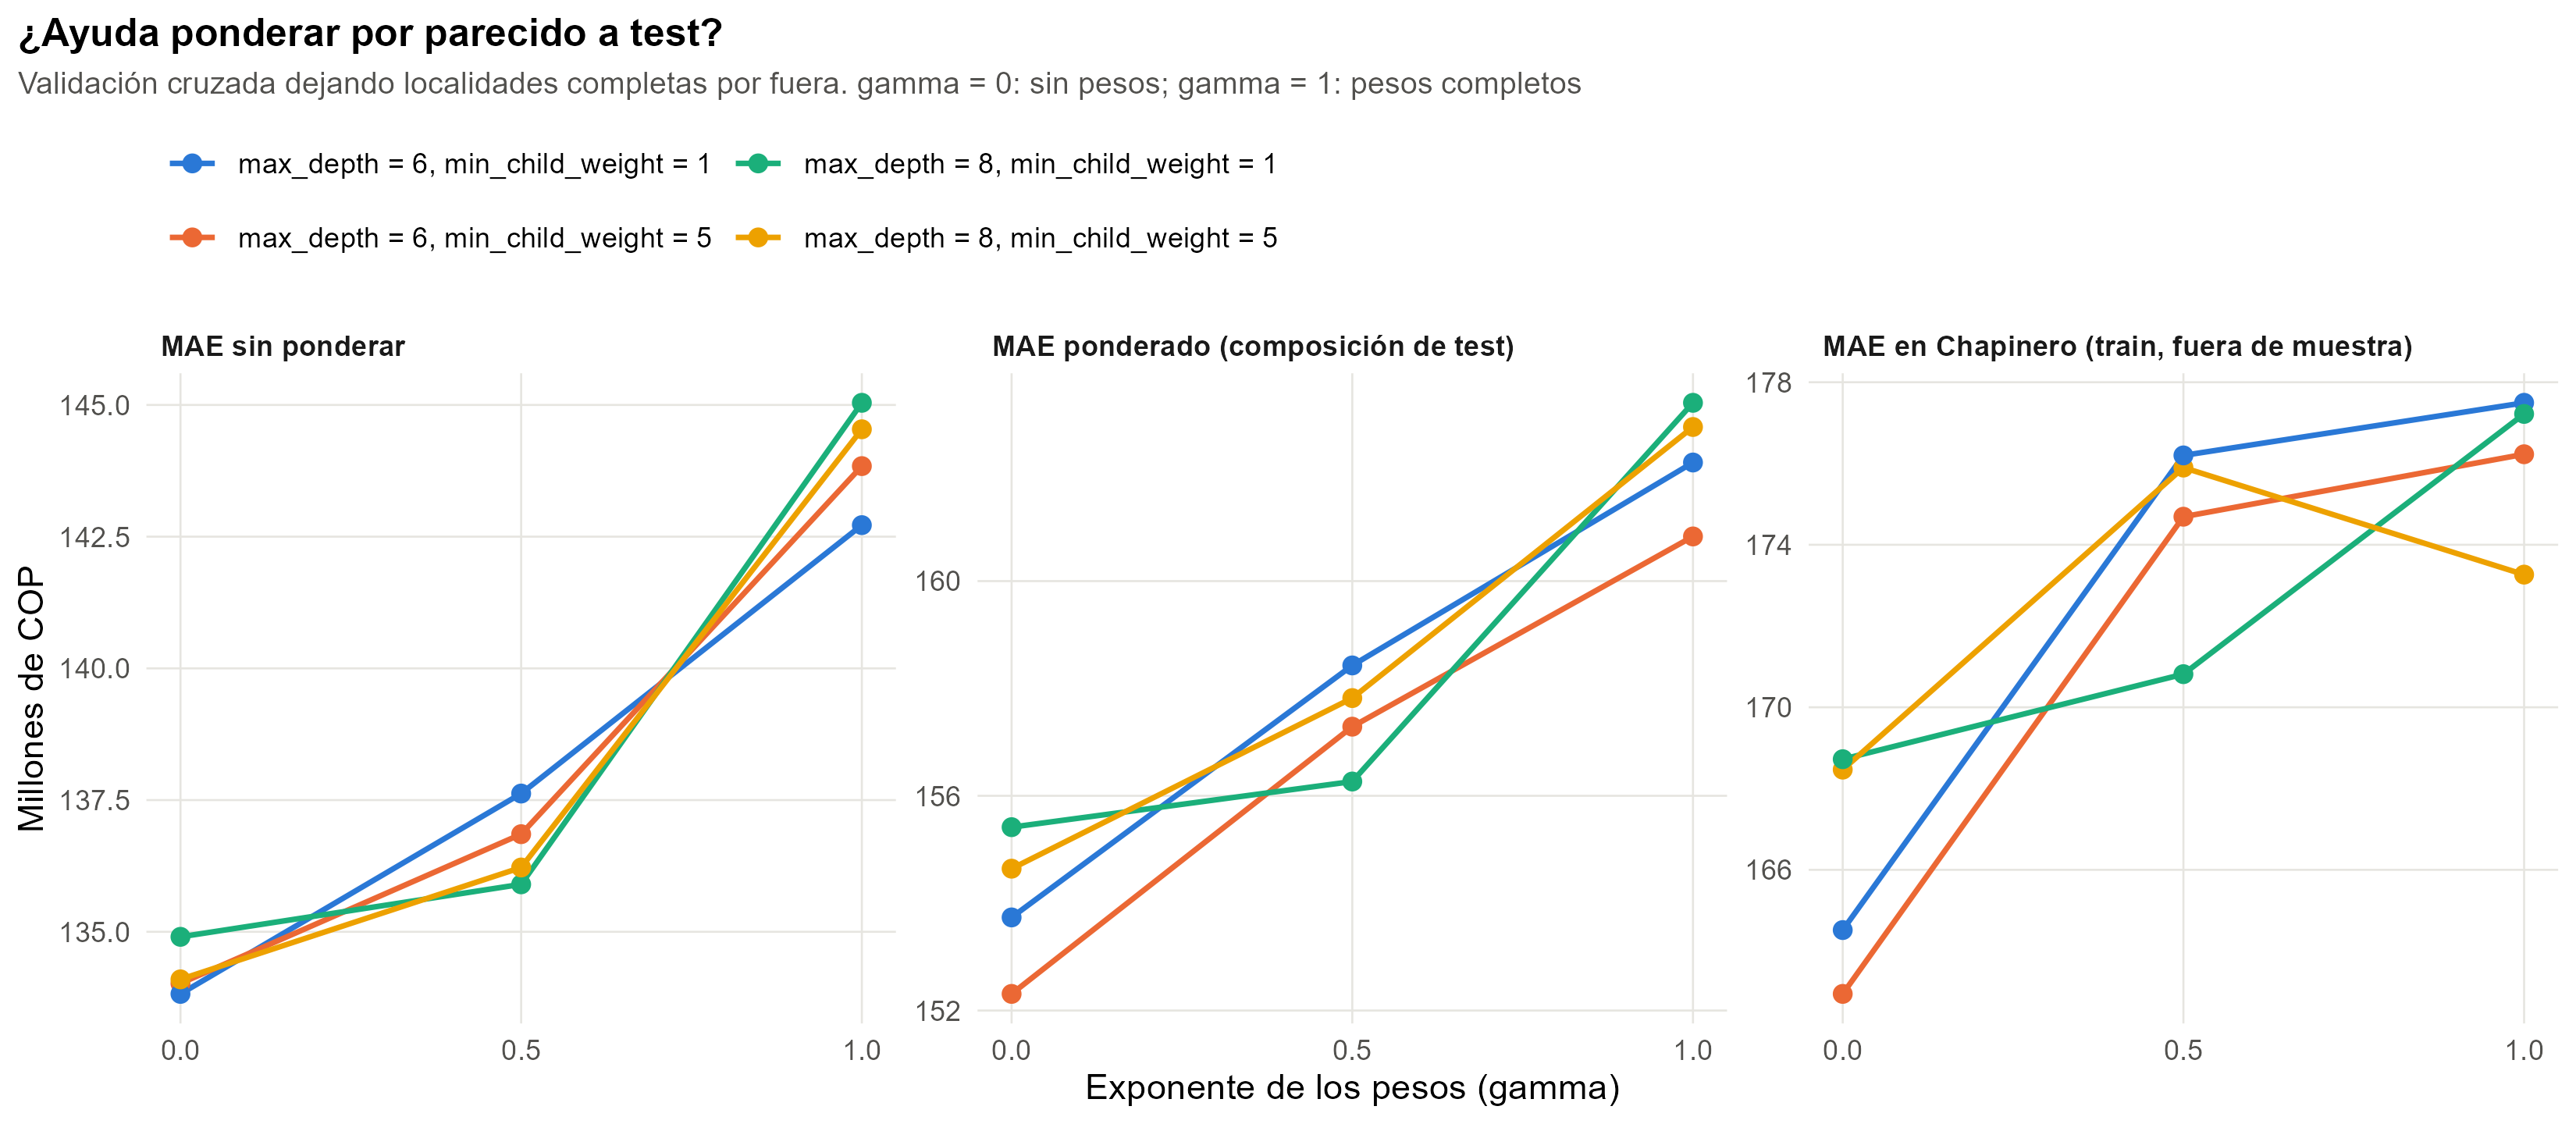 ¿Ayuda ponderar por parecido a test?
Validación cruzada dejando localidades completas por fuera. gamma = 0: sin pesos; gamma = 1: pesos completos
max_depth = 6, min_child_weight = 1
max_depth = 8, min_child_weight = 1
max_depth = 6, min_child_weight = 5
max_depth = 8, min_child_weight = 5
Millones de COP
MAE sin ponderar
145.0
142.5
140.0
137.5
135.0
0.0 0.5 1.0
MAE ponderado (composición de test)
160
156
152
0.0 0.5 1.0
MAE en Chapinero (train, fuera de muestra)
178
174
170
166
0.0 0.5 1.0
Exponente de los pesos (gamma)